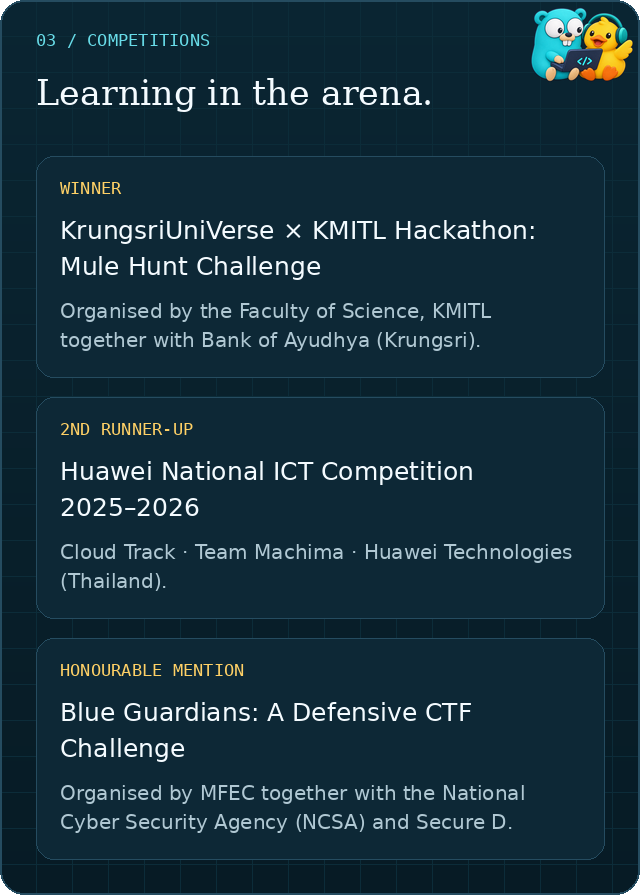 03 / COMPETITIONS
Learning in the arena.
</>
WINNER
KrungsriUniVerse × KMITL Hackathon:
Mule Hunt Challenge
Organised by the Faculty of Science, KMITL
together with Bank of Ayudhya (Krungsri).
2ND RUNNER-UP
Huawei National ICT Competition
2025–2026
Cloud Track · Team Machima · Huawei Technologies
(Thailand).
HONOURABLE MENTION
Blue Guardians: A Defensive CTF
Challenge
Organised by MFEC together with the National
Cyber Security Agency (NCSA) and Secure D.